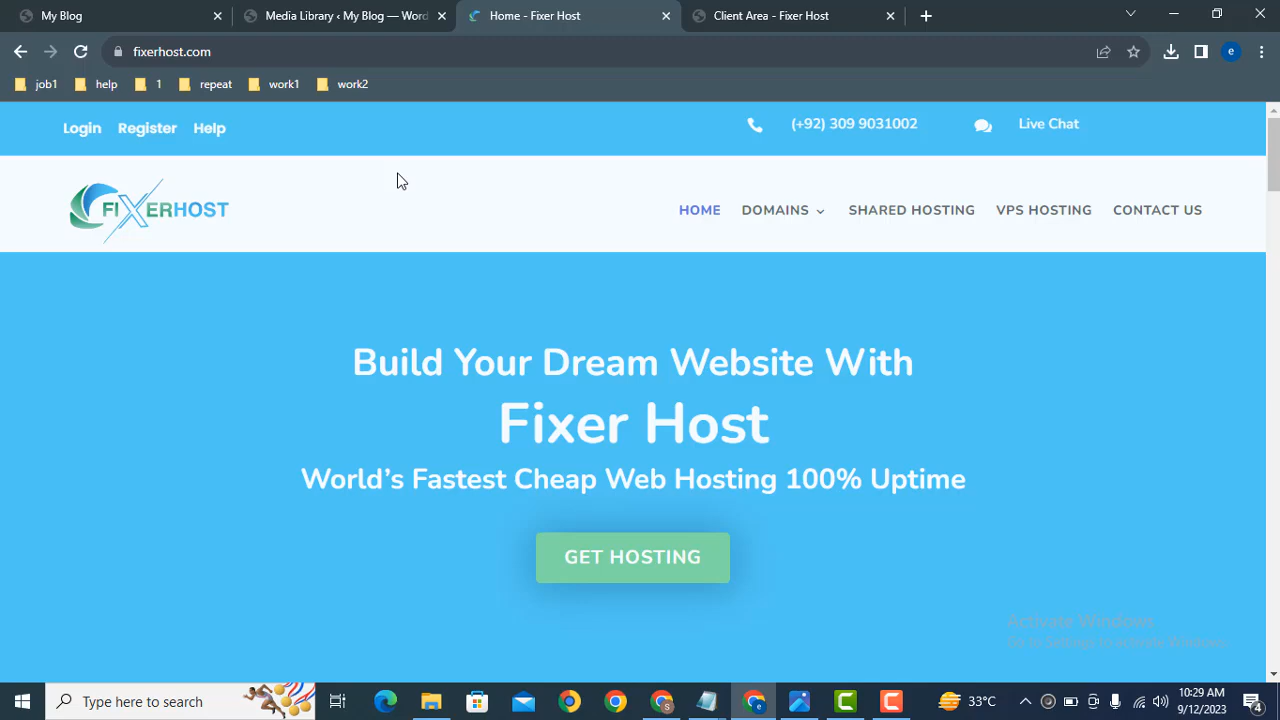 My Blog
Media Library ‹ My Blog — Word
Home - Fixer Host
Client Area - Fixer Host
fixerhost.com
e
job1
help
1
repeat
work1
work2
Login
Register
Help
(+92) 309 9031002
Live Chat
FIXERHOST
HOME
DOMAINS
SHARED HOSTING
VPS HOSTING
CONTACT US
Build Your Dream Website With
Fixer Host
World's Fastest Cheap Web Hosting 100% Uptime
GET HOSTING
Activate Windows
Go to Settings to activate Windows.
Type here to search
33°C
10:29 AM
9/12/2023
4